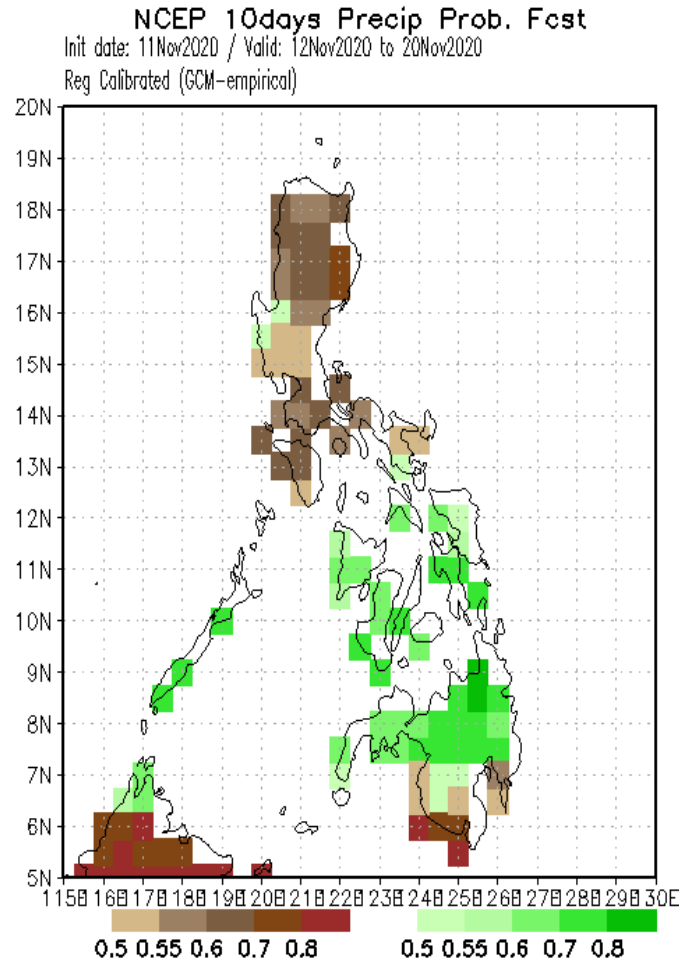 NCEP 10days Precip Prob. Fcst
Init date: 11Nov2020 / Valid: 12Nov2020 to 20Nov2020
Reg Calibrated (GCM-empirical)
20N
19N
18N
17N
16N
15N
14N
13N
12N
11N
10N
9N
8N
7N
6N
5N
115E 116E 117E 118E 119E 120E 121E 122E 123E 124E 125E 126E 127E 128E 129E 130E
0.5 0.55 0.6 0.7 0.8 0.5 0.55 0.6 0.7 0.8